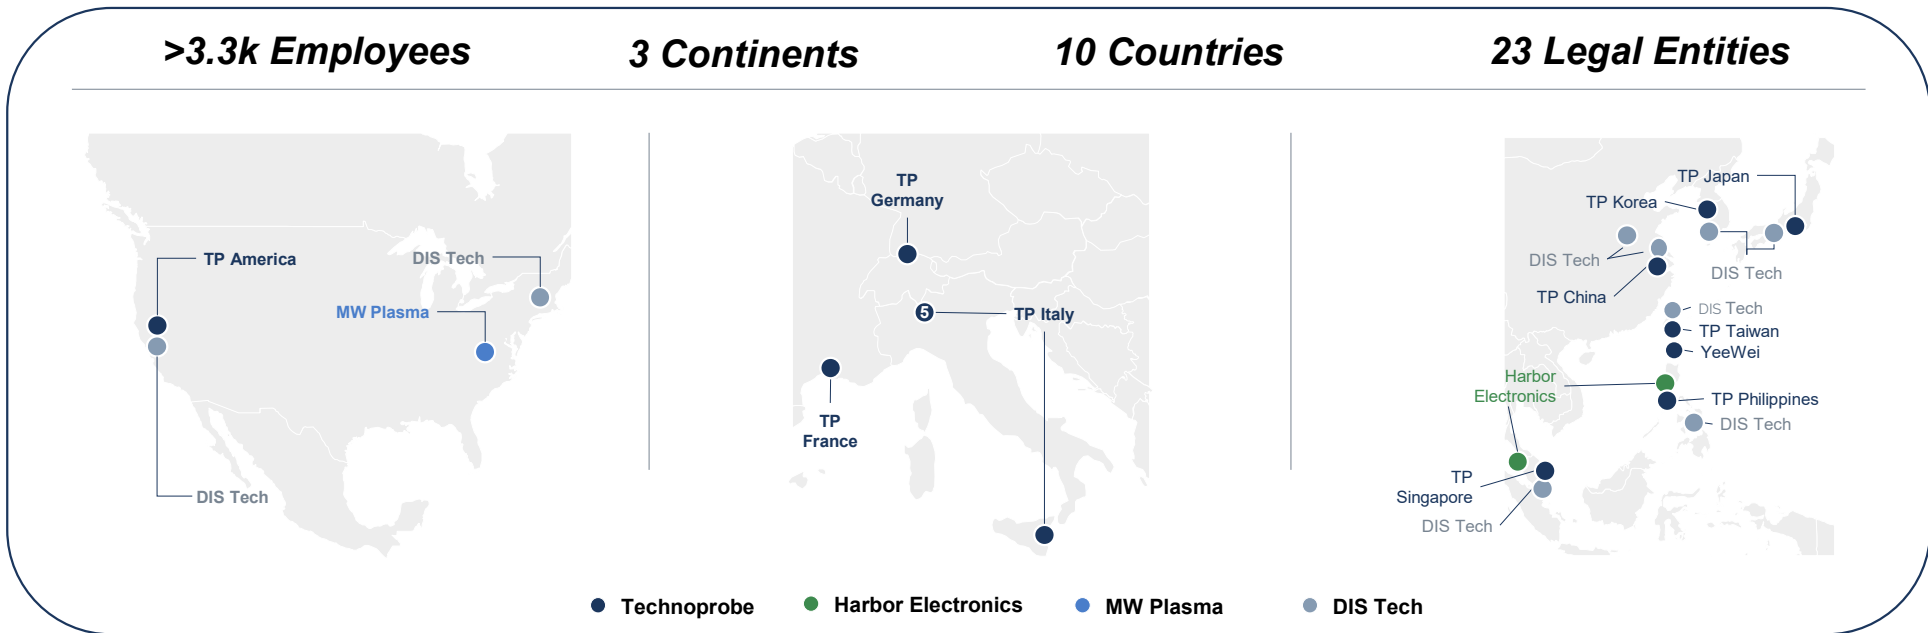 >3.3k Employees
3 Continents
10 Countries
23 Legal Entities
TP America
DIS Tech
MW Plasma
DIS Tech
TP
Germany
5
TP Italy
TP
France
TP Japan
TP Korea
DIS Tech
DIS Tech
TP China
DIS Tech
TP Taiwan
YeeWei
Harbor
Electronics
TP Philippines
DIS Tech
TP
Singapore
DIS Tech
Technoprobe
Harbor Electronics
MW Plasma
DIS Tech